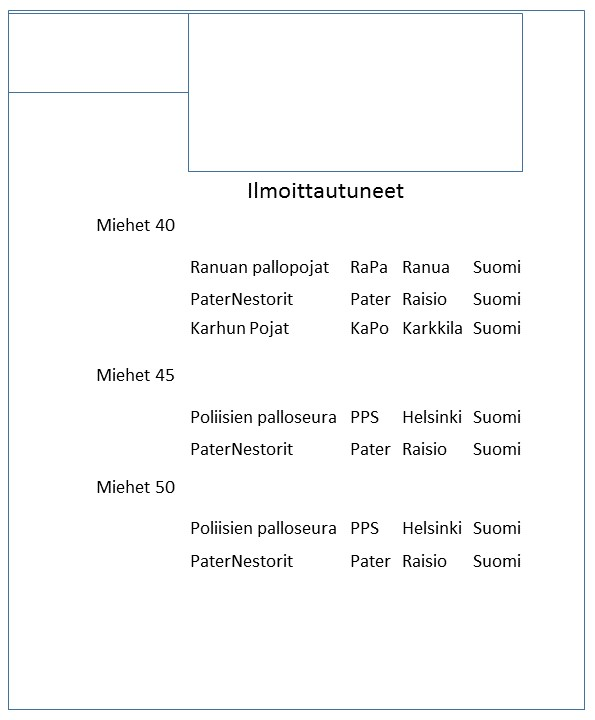 Ilmoittautuneet
Miehet 40
Ranuan pallopojat RaPa Ranua Suomi
PaterNestorit Pater Raisio Suomi
Karhun Pojat KaPo Karkkila Suomi
Miehet 45
Poliisien palloseura PPS Helsinki Suomi
PaterNestorit Pater Raisio Suomi
Miehet 50
Poliisien palloseura PPS Helsinki Suomi
PaterNestorit Pater Raisio Suomi